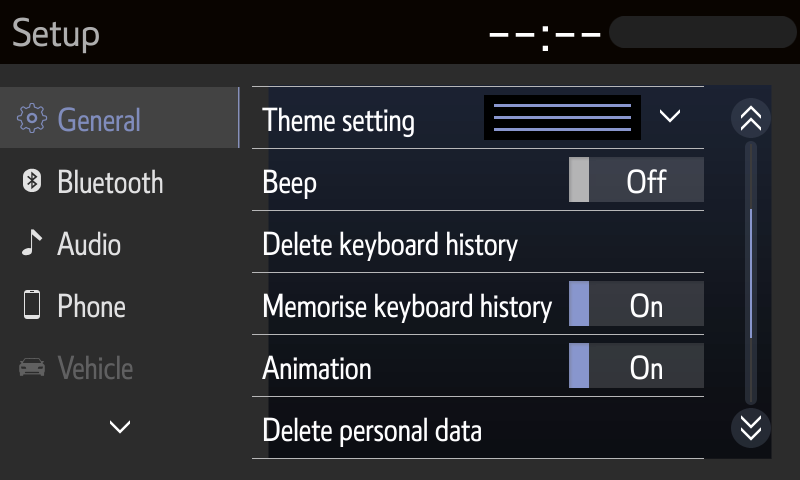 Setup
--:--
General
Bluetooth
Audio
Phone
Vehicle
Theme setting
Beep Off
Delete keyboard history
Memorise keyboard history On
Animation On
Delete personal data